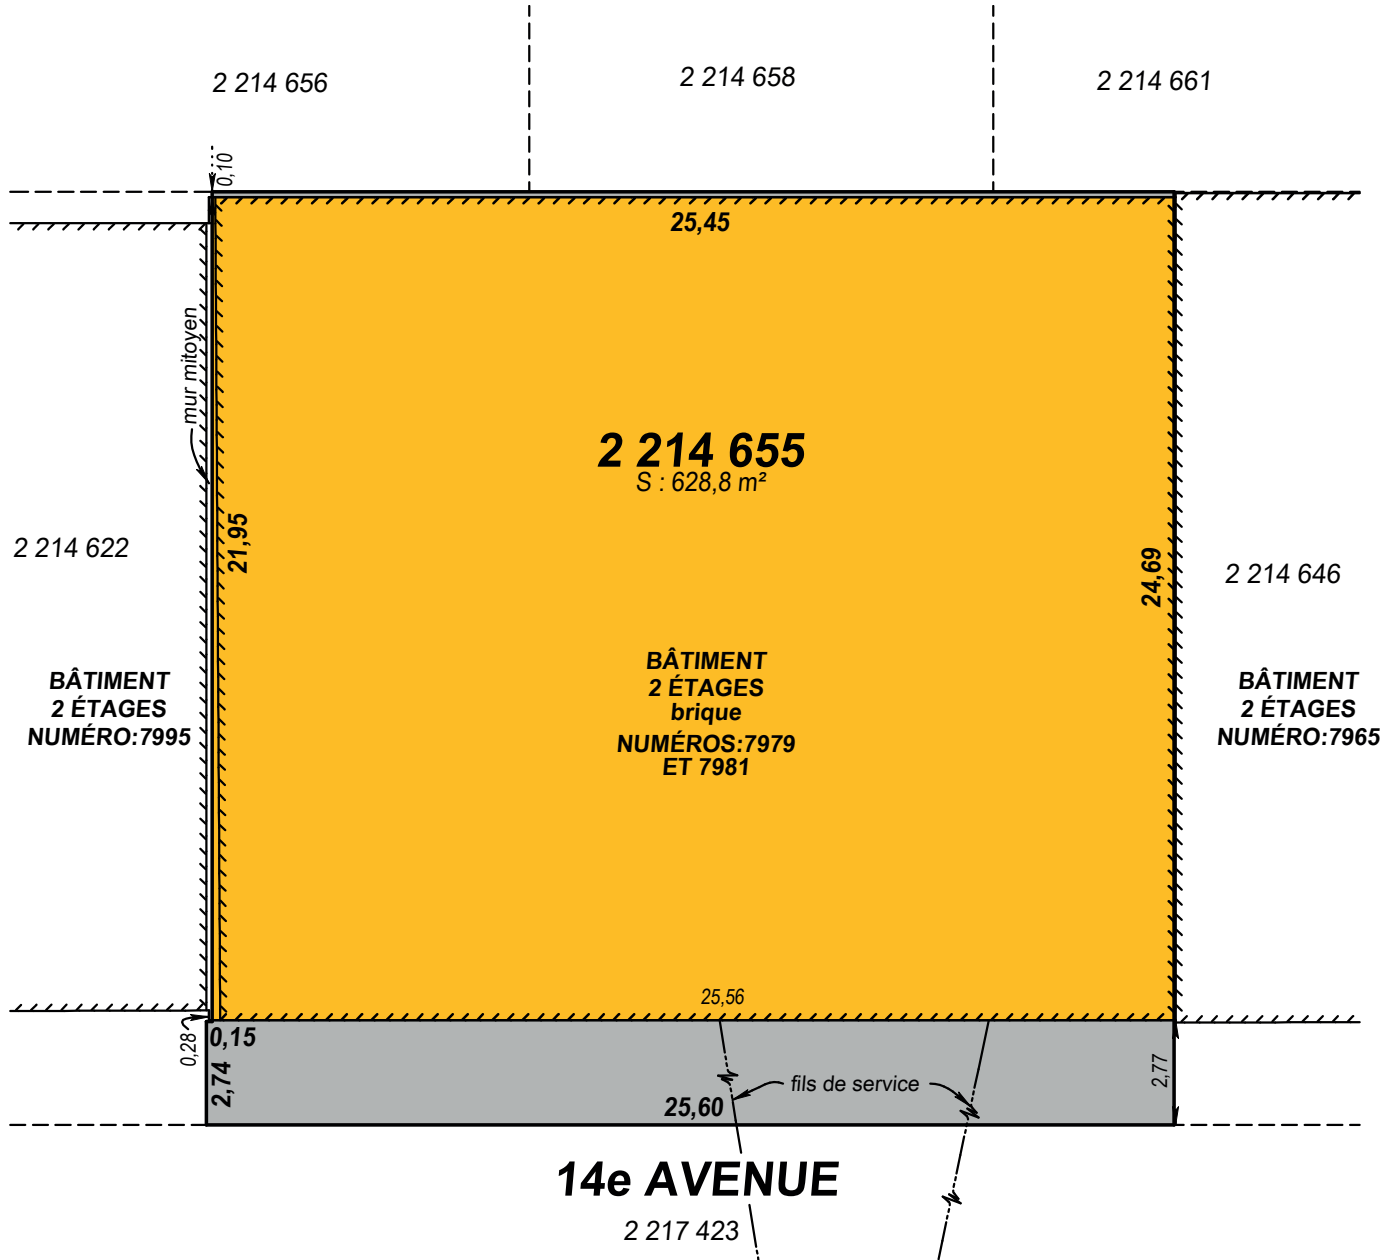 2 214 656
2 214 658
2 214 661
0,10
25,45
mur mitoyen
2 214 655
S : 628,8 m²
21,95
24,69
2 214 622
2 214 646
BÂTIMENT
2 ÉTAGES
NUMÉRO:7995
BÂTIMENT
2 ÉTAGES
brique
NUMÉROS:7979
ET 7981
BÂTIMENT
2 ÉTAGES
NUMÉRO:7965
25,56
0,28
0,15
2,74
fils de service
2,77
25,60
14e AVENUE
2 217 423